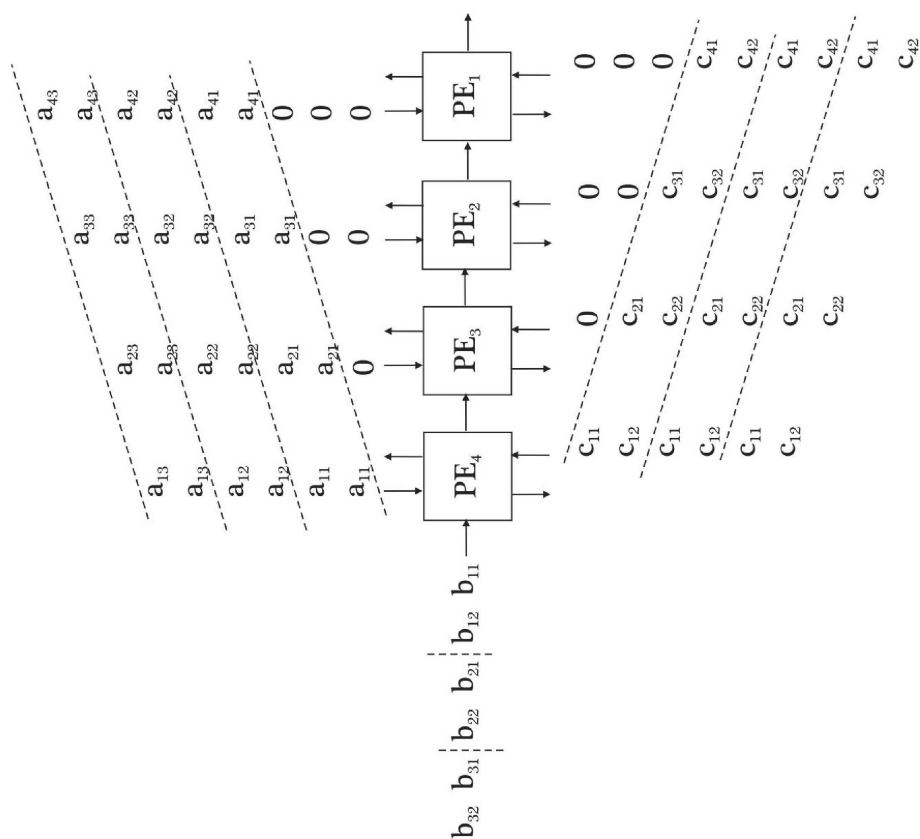 a43
a33 a43
a23 a33 a42
a13 a23 a32 a42
a13 a22 a32 a41
a12 a22 a31 a41
a12 a21 a31 0
a11 a21 0 0
a11 0 0 0
b32 b31 b22 b21 b12 b11 PE4 PE3 PE2 PE1
c11 0 0 0
c12 c21 0 0
c11 c22 c31 0
c12 c21 c32 c41
c11 c22 c31 c42
c12 c21 c32 c41
c22 c31 c42
c32 c41
c42